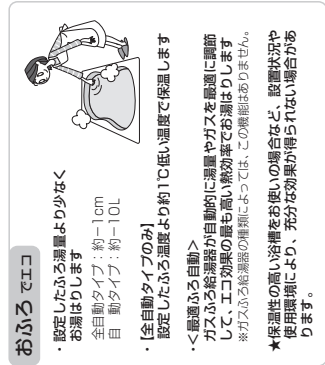 おふろでエコ
・設定したふろ湯量より少なく
お湯はりします
全自動タイプ：約－1cm
自　動タイプ：約－10L
・【全自動タイプのみ】
設定したふろ温度より約1℃低い温度で保温します
・＜最適ふろ自動＞
ガスふろ給湯器が自動的に湯量やガスを最適に調節
して、エコ効果の最も高い熱効率でお湯はりします
※ガスふろ給湯器の種類によっては、この機能はありません。
★保温性の高い浴槽をお使いの場合など、設置状況や
使用環境により、充分な効果が得られない場合があ
ります。